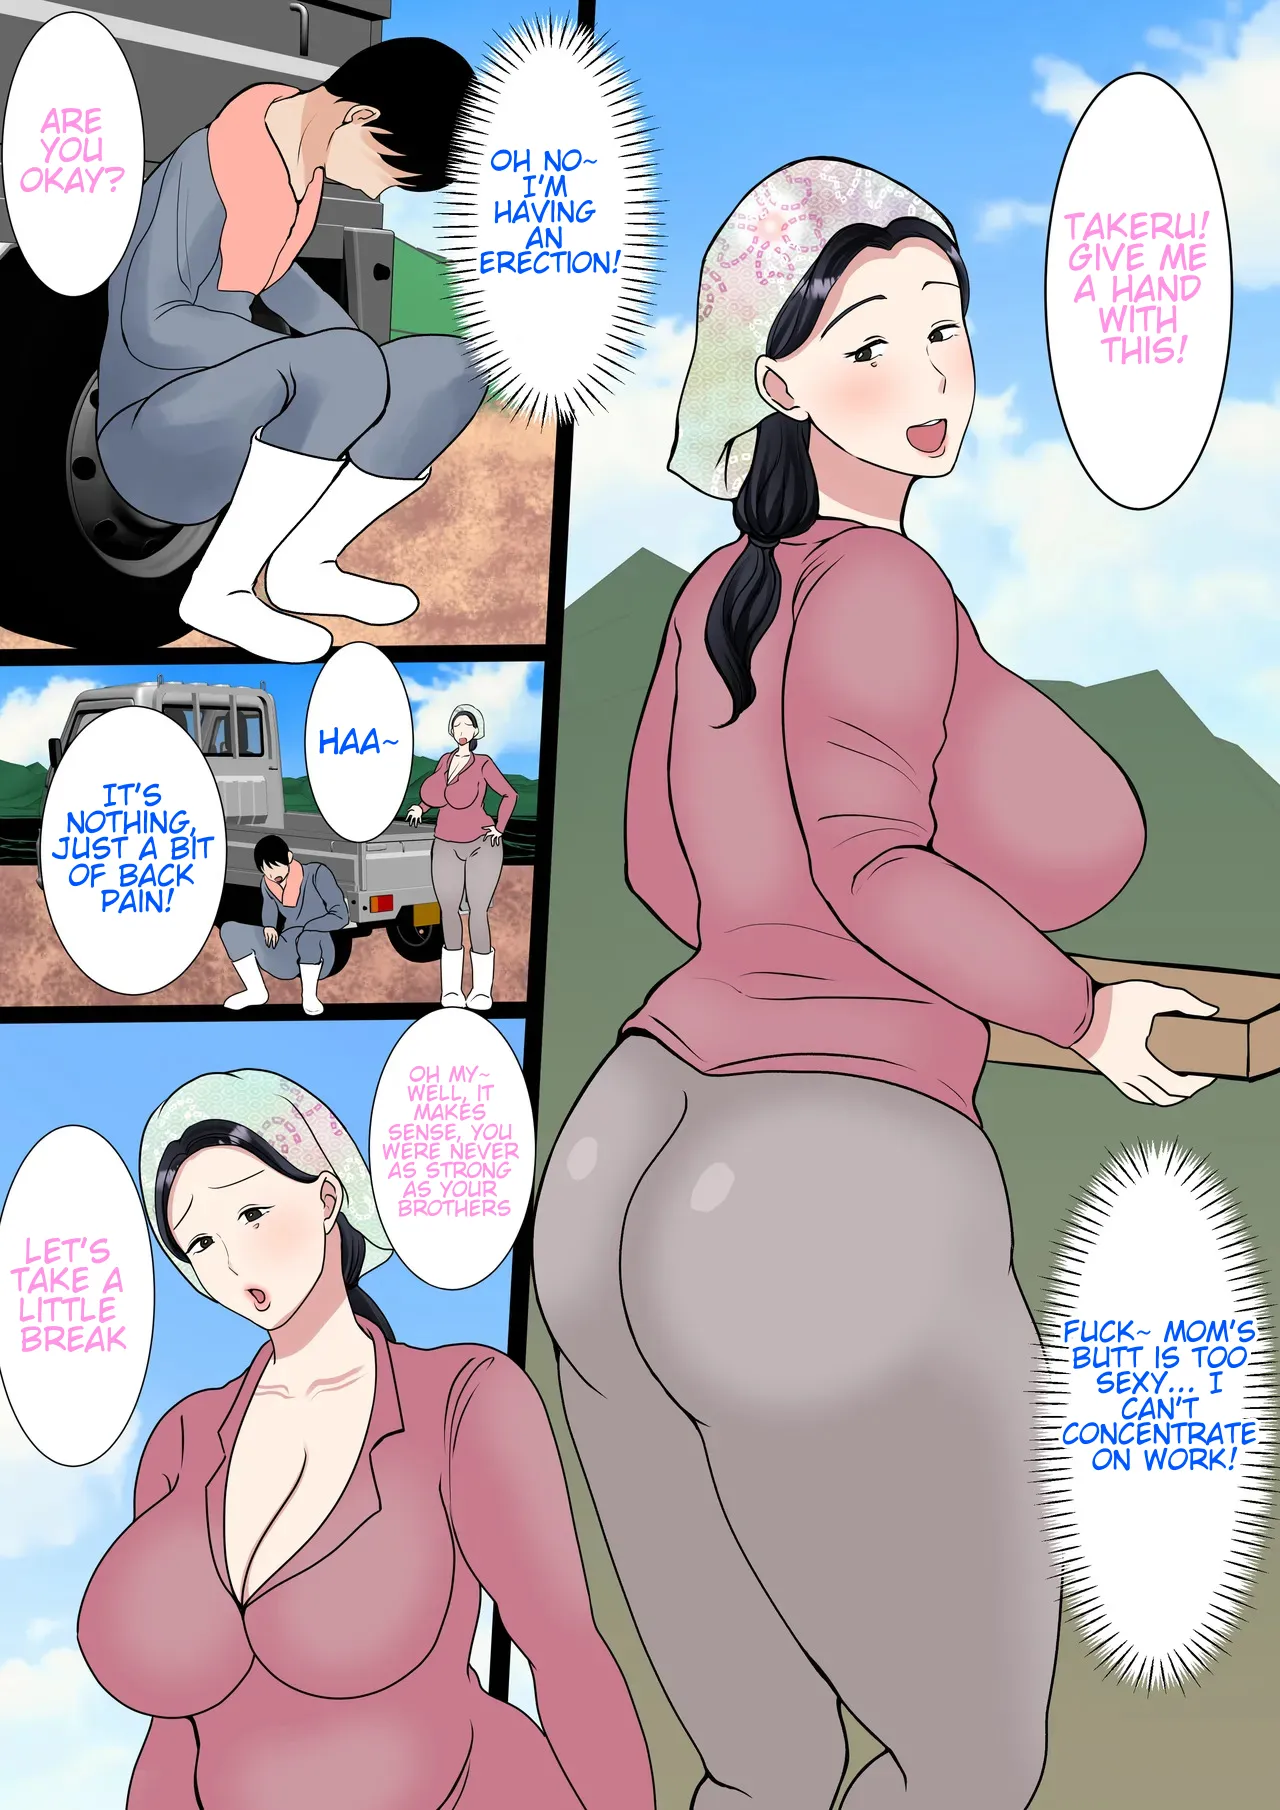 TAKERU!
GIVE ME
A HAND
WITH
THIS!
FUCK~ MOM'S
BUTT IS TOO
SEXY... I
CAN'T
CONCENTRATE
ON WORK!
OH NO~
I'M
HAVING
AN
ERECTION!
ARE
YOU
OKAY?
HAA~
IT'S
NOTHING,
JUST A BIT
OF BACK
PAIN!
OH MY~
WELL, IT
MAKES
SENSE, YOU
WERE NEVER
AS STRONG
AS YOUR
BROTHERS
LET'S
TAKE A
LITTLE
BREAK